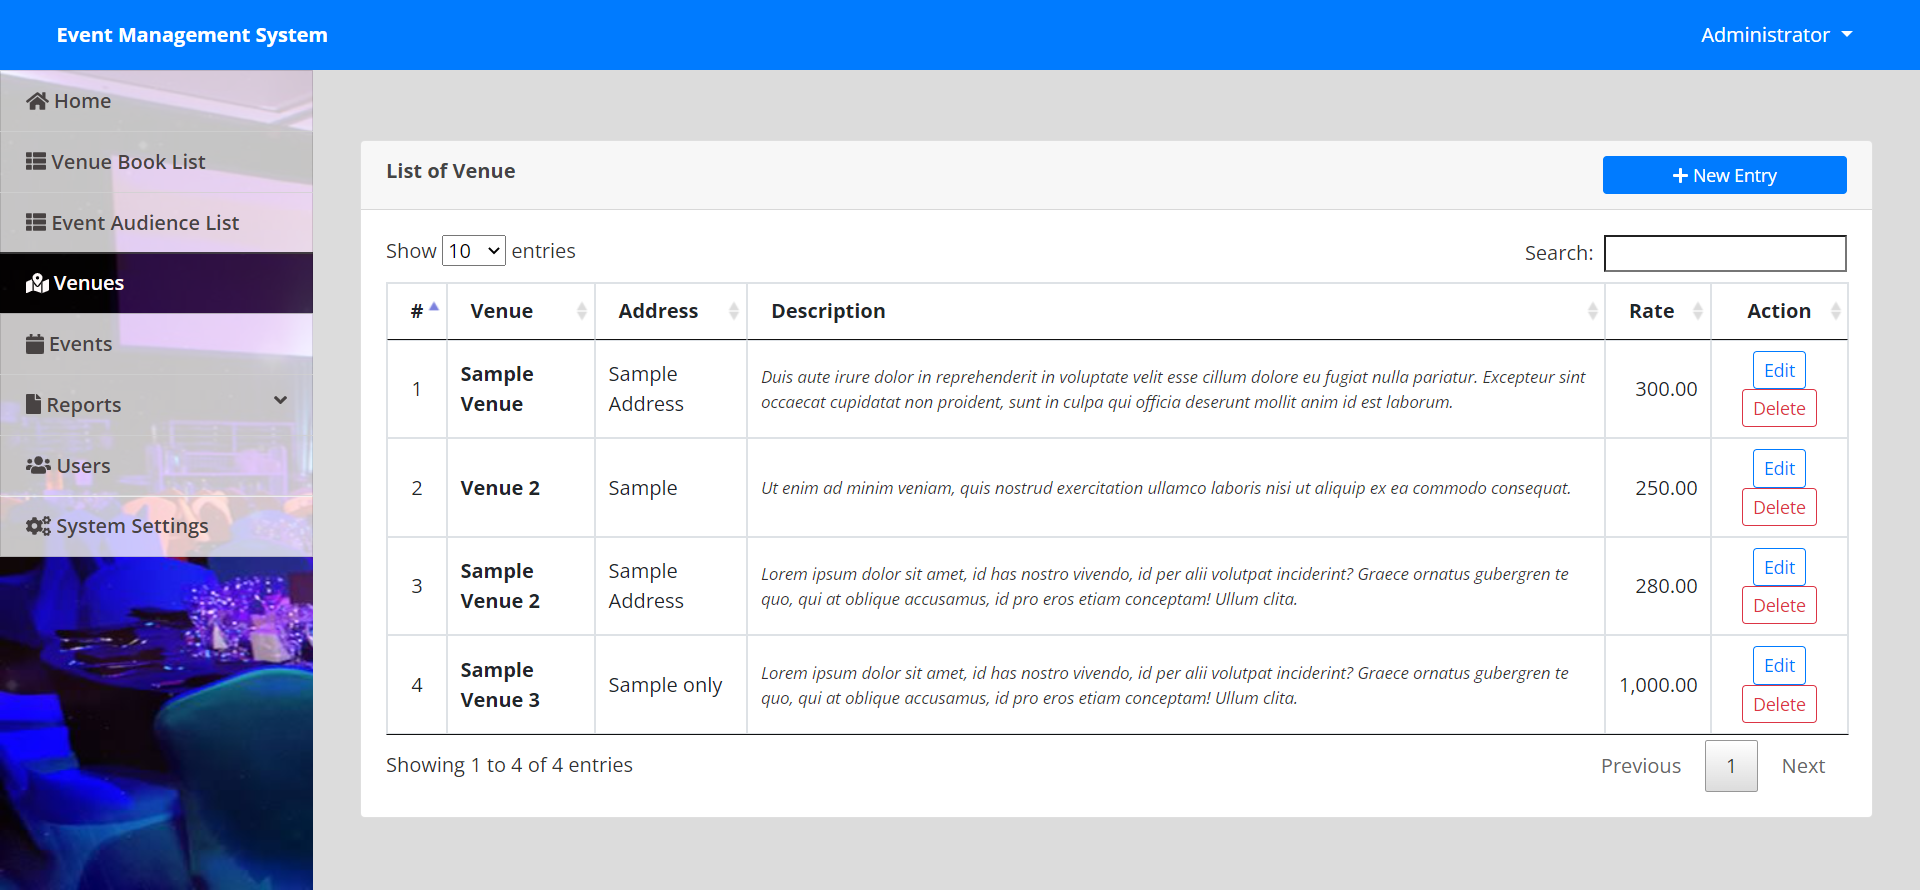 Event Management System
Administrator
Home
Venue Book List
Event Audience List
Venues
Events
Reports
Users
System Settings
List of Venue
New Entry
Show 10 entries
Search:
# Venue Address Description Rate Action
1
Sample
Venue
Sample
Address
Duis aute irure dolor in reprehenderit in voluptate velit esse cillum dolore eu fugiat nulla pariatur. Excepteur sint
occaecat cupidatat non proident, sunt in culpa qui officia deserunt mollit anim id est laborum.
300.00
Edit
Delete
2
Venue 2
Sample
Ut enim ad minim veniam, quis nostrud exercitation ullamco laboris nisi ut aliquip ex ea commodo consequat.
250.00
Edit
Delete
3
Sample
Venue 2
Sample
Address
Lorem ipsum dolor sit amet, id has nostro vivendo, id per alii volutpat inciderint? Graece ornatus gubergren te
quo, qui at oblique accusamus, id pro eros etiam conceptam! Ullum clita.
280.00
Edit
Delete
4
Sample
Venue 3
Sample only
Lorem ipsum dolor sit amet, id has nostro vivendo, id per alii volutpat inciderint? Graece ornatus gubergren te
quo, qui at oblique accusamus, id pro eros etiam conceptam! Ullum clita.
1,000.00
Edit
Delete
Showing 1 to 4 of 4 entries
Previous 1 Next